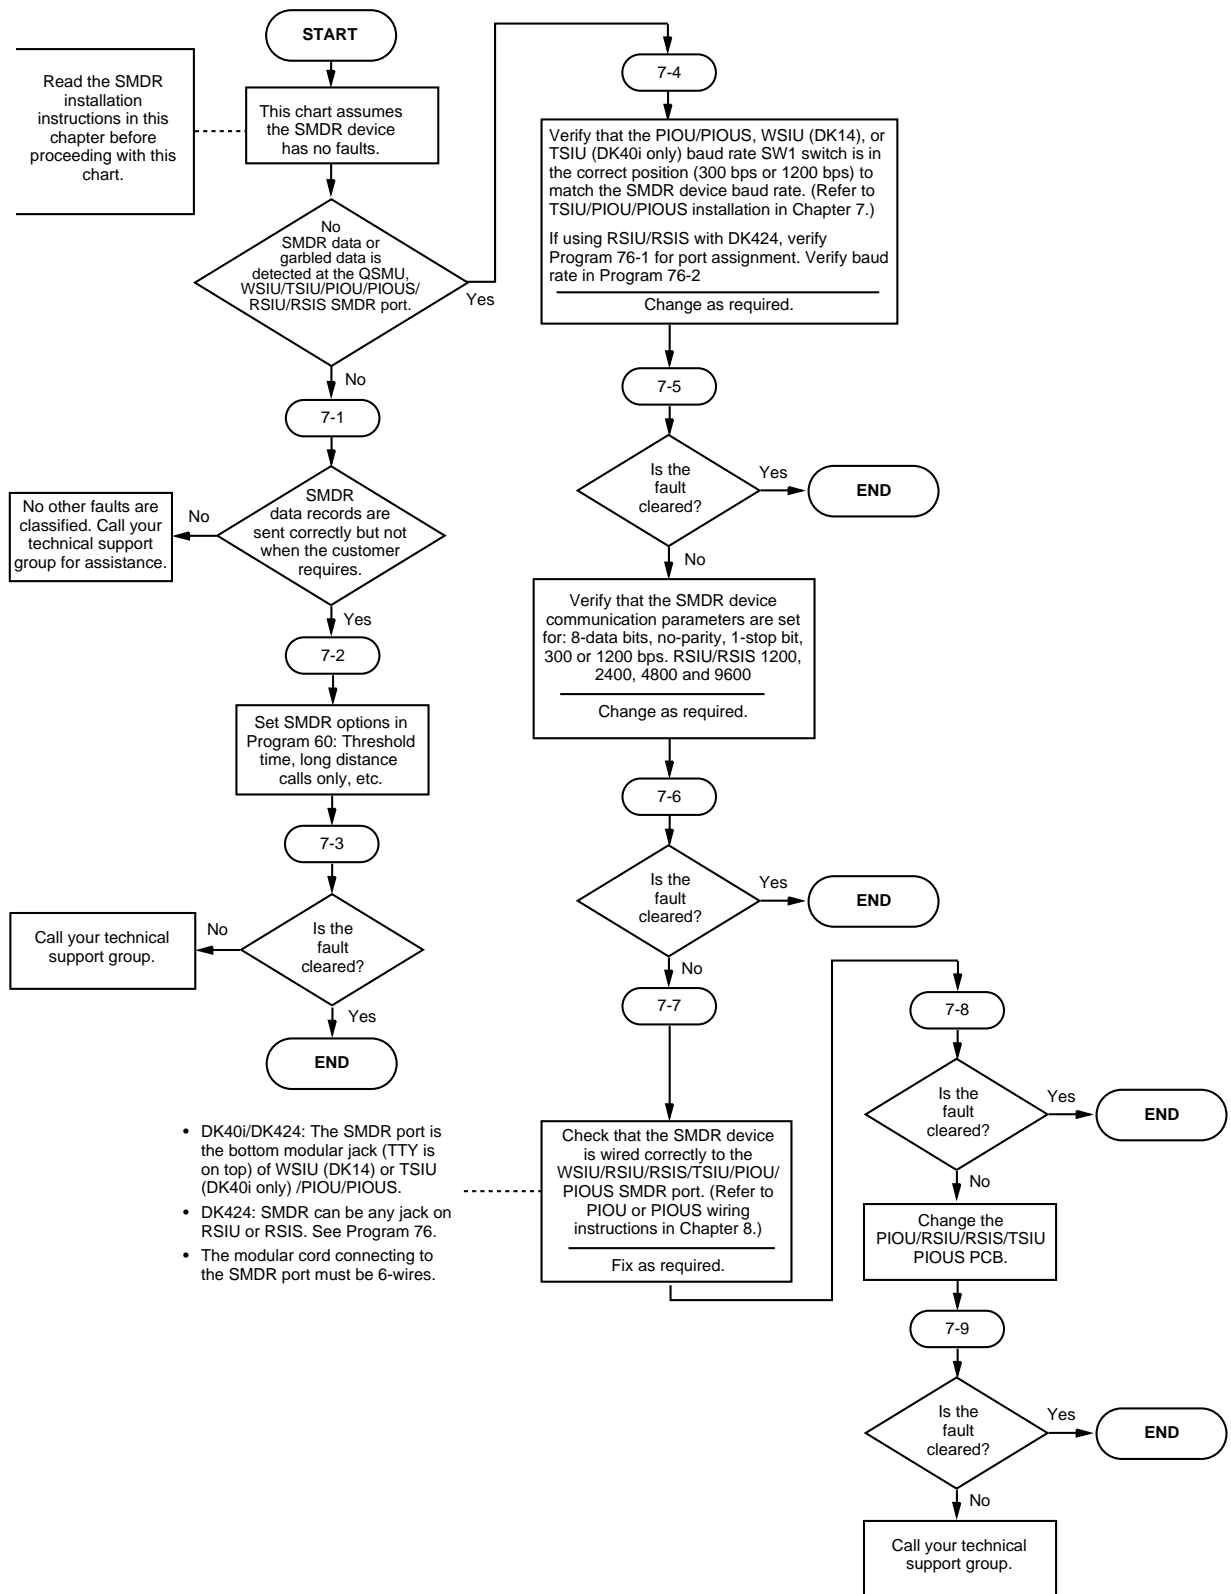 START
Read the SMDR
installation
instructions in this
chapter before
proceeding with this
chart.
This chart assumes
the SMDR device
has no faults.
No
SMDR data or
garbled data is
detected at the QSMU,
WSIU/TSIU/PIOU/PIOUS/
RSIU/RSIS SMDR port.
Yes
No
7-1
SMDR
data records are
sent correctly but not
when the customer
requires.
No
No other faults are
classified. Call your
technical support
group for assistance.
Yes
7-2
Set SMDR options in
Program 60: Threshold
time, long distance
calls only, etc.
7-3
Is the
fault
cleared?
No
Call your technical
support group.
Yes
END
7-4
Verify that the PIOU/PIOUS, WSIU (DK14), or
TSIU (DK40i only) baud rate SW1 switch is in
the correct position (300 bps or 1200 bps) to
match the SMDR device baud rate. (Refer to
TSIU/PIOU/PIOUS installation in Chapter 7.)
If using RSIU/RSIS with DK424, verify
Program 76-1 for port assignment. Verify baud
rate in Program 76-2
Change as required.
7-5
Is the
fault
cleared?
Yes
END
No
Verify that the SMDR device
communication parameters are set
for: 8-data bits, no-parity, 1-stop bit,
300 or 1200 bps. RSIU/RSIS 1200,
2400, 4800 and 9600
Change as required.
7-6
Is the
fault
cleared?
Yes
END
No
7-7
Check that the SMDR device
is wired correctly to the
WSIU/RSIU/RSIS/TSIU/PIOU/
PIOUS SMDR port. (Refer to
PIOU or PIOUS wiring
instructions in Chapter 8.)
Fix as required.
• DK40i/DK424: The SMDR port is
the bottom modular jack (TTY is
on top) of WSIU (DK14) or TSIU
(DK40i only) /PIOU/PIOUS.
• DK424: SMDR can be any jack on
RSIU or RSIS. See Program 76.
• The modular cord connecting to
the SMDR port must be 6-wires.
7-8
Is the
fault
cleared?
Yes
END
No
Change the
PIOU/RSIU/RSIS/TSIU
PIOUS PCB.
7-9
Is the
fault
cleared?
Yes
END
No
Call your technical
support group.